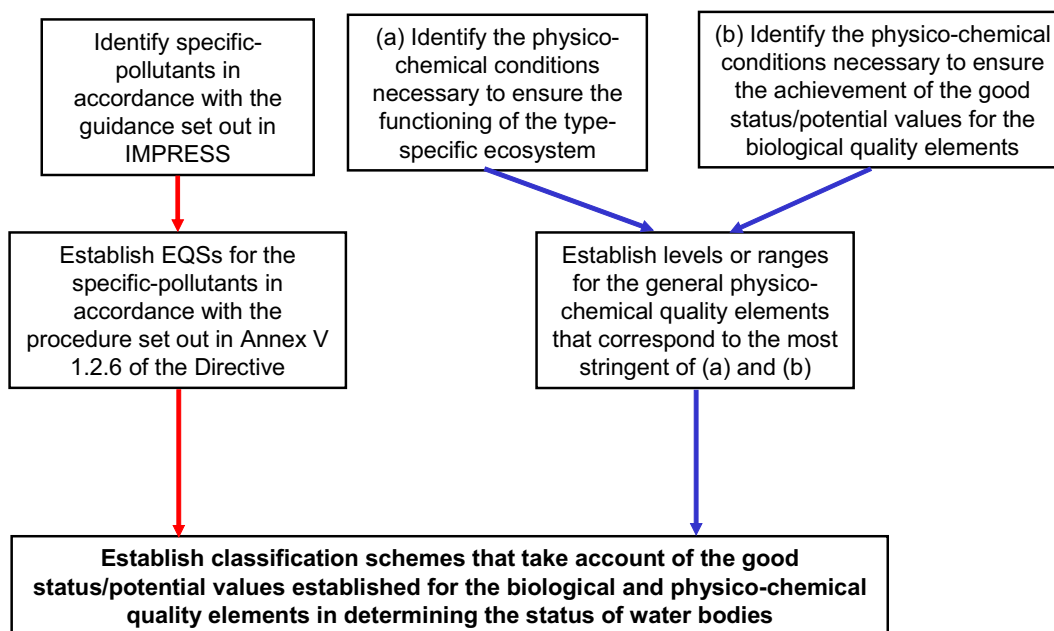 Identify specific-
pollutants in
accordance with the
guidance set out in
IMPRESS
(a) Identify the physico-
chemical conditions
necessary to ensure the
functioning of the type-
specific ecosystem
(b) Identify the physico-chemical
conditions necessary to ensure
the achievement of the good
status/potential values for the
biological quality elements
Establish EQSs for the
specific-pollutants in
accordance with the
procedure set out in Annex V
1.2.6 of the Directive
Establish levels or ranges
for the general physico-
chemical quality elements
that correspond to the most
stringent of (a) and (b)
Establish classification schemes that take account of the good
status/potential values established for the biological and physico-chemical
quality elements in determining the status of water bodies